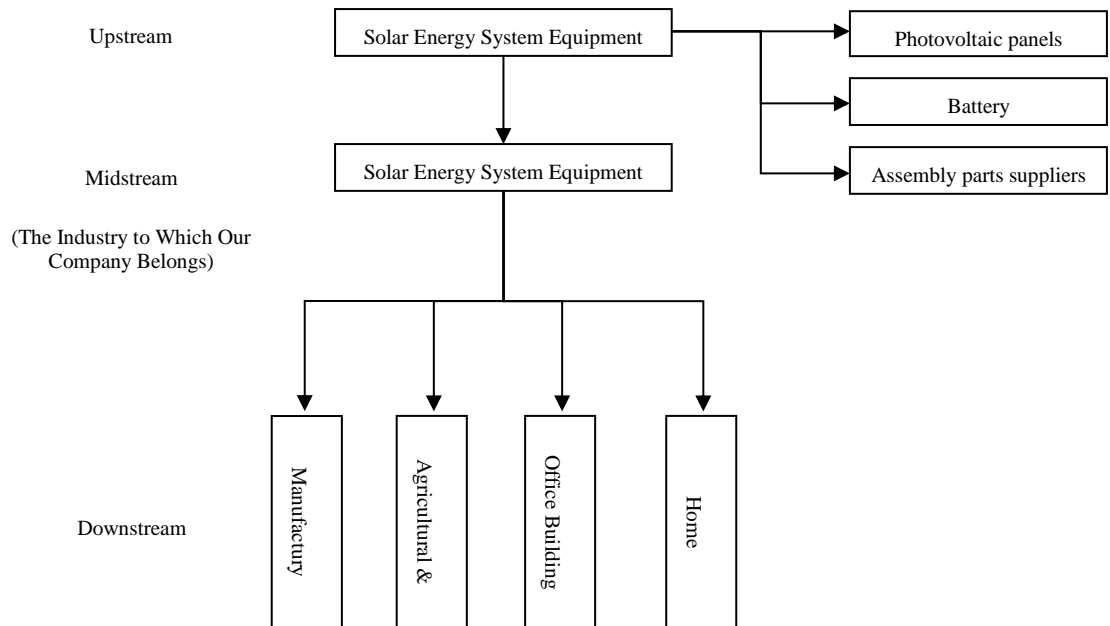 Upstream
Solar Energy System Equipment
Photovoltaic panels
Battery
Midstream
Solar Energy System Equipment
Assembly parts suppliers
(The Industry to Which Our
Company Belongs)
Downstream
Manufactury
Agricultural &
Office Building
Home